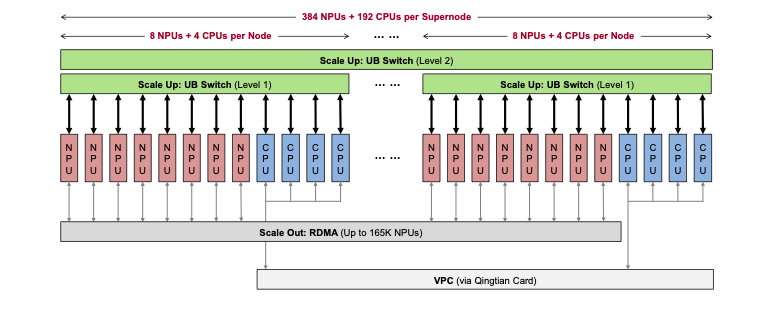 384 NPUs + 192 CPUs per Supernode
8 NPUs + 4 CPUs per Node
... ...
8 NPUs + 4 CPUs per Node
Scale Up: UB Switch (Level 2)
Scale Up: UB Switch (Level 1)
... ...
Scale Up: UB Switch (Level 1)
NPU
NPU
NPU
NPU
NPU
NPU
NPU
NPU
CPU
CPU
CPU
CPU
... ...
NPU
NPU
NPU
NPU
NPU
NPU
NPU
NPU
CPU
CPU
CPU
CPU
Scale Out: RDMA (Up to 165K NPUs)
VPC (via Qingtian Card)